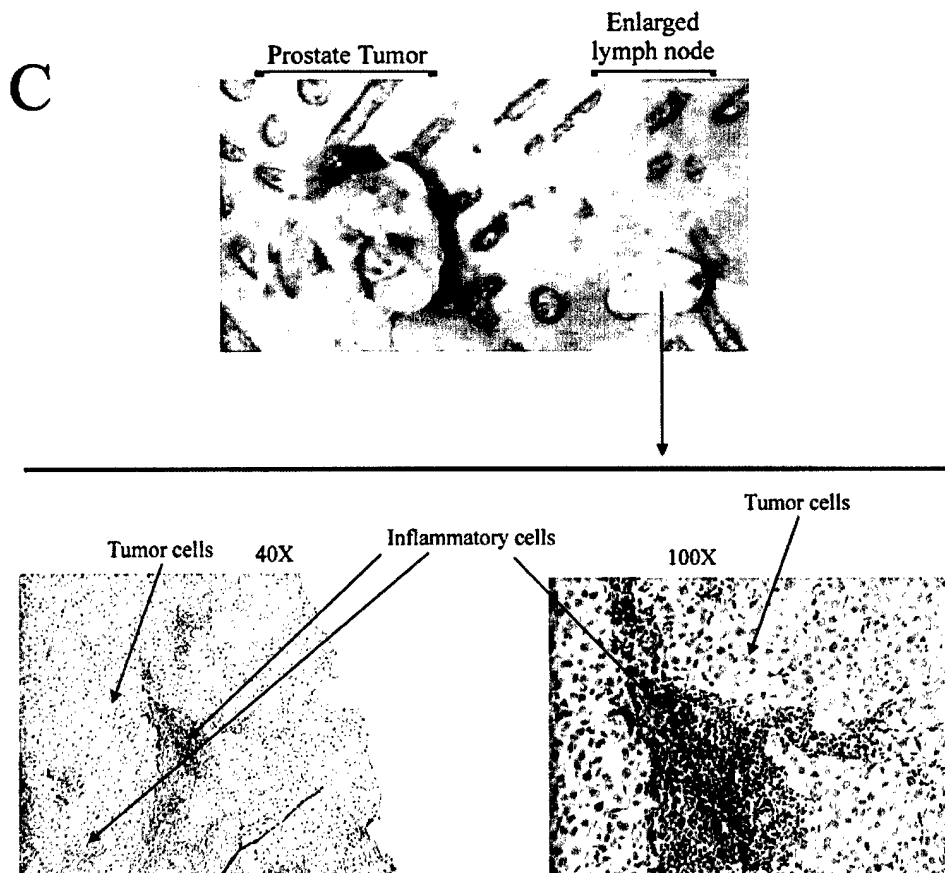 C
Prostate Tumor
Enlarged
lymph node
Tumor cells
40X
Inflammatory cells
100X
Tumor cells